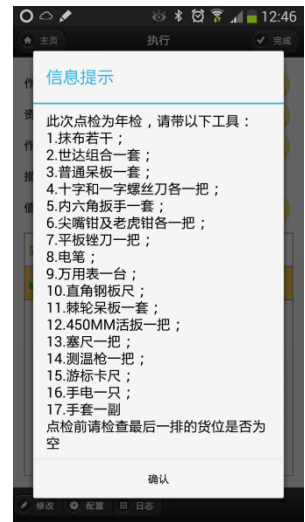 12:46
主页
执行
完成
作
信息提示
资
此次点检为年检，请带以下工具：
1.抹布若干；
作
2.世达组合一套；
3.普通呆板一套；
描
4.十字和一字螺丝刀各一把；
值
5.内六角扳手一套；
6.尖嘴钳及老虎钳各一把；
7.平板锉刀一把；
8.电笔；
9.万用表一台；
10.直角钢板尺；
11.棘轮呆板一套；
12.450MM活扳一把；
13.塞尺一把；
14.测温枪一把；
15.游标卡尺；
16.手电一只；
17.手套一副
点检前请检查最后一排的货位是否为
空
确认
修改 配置 日志